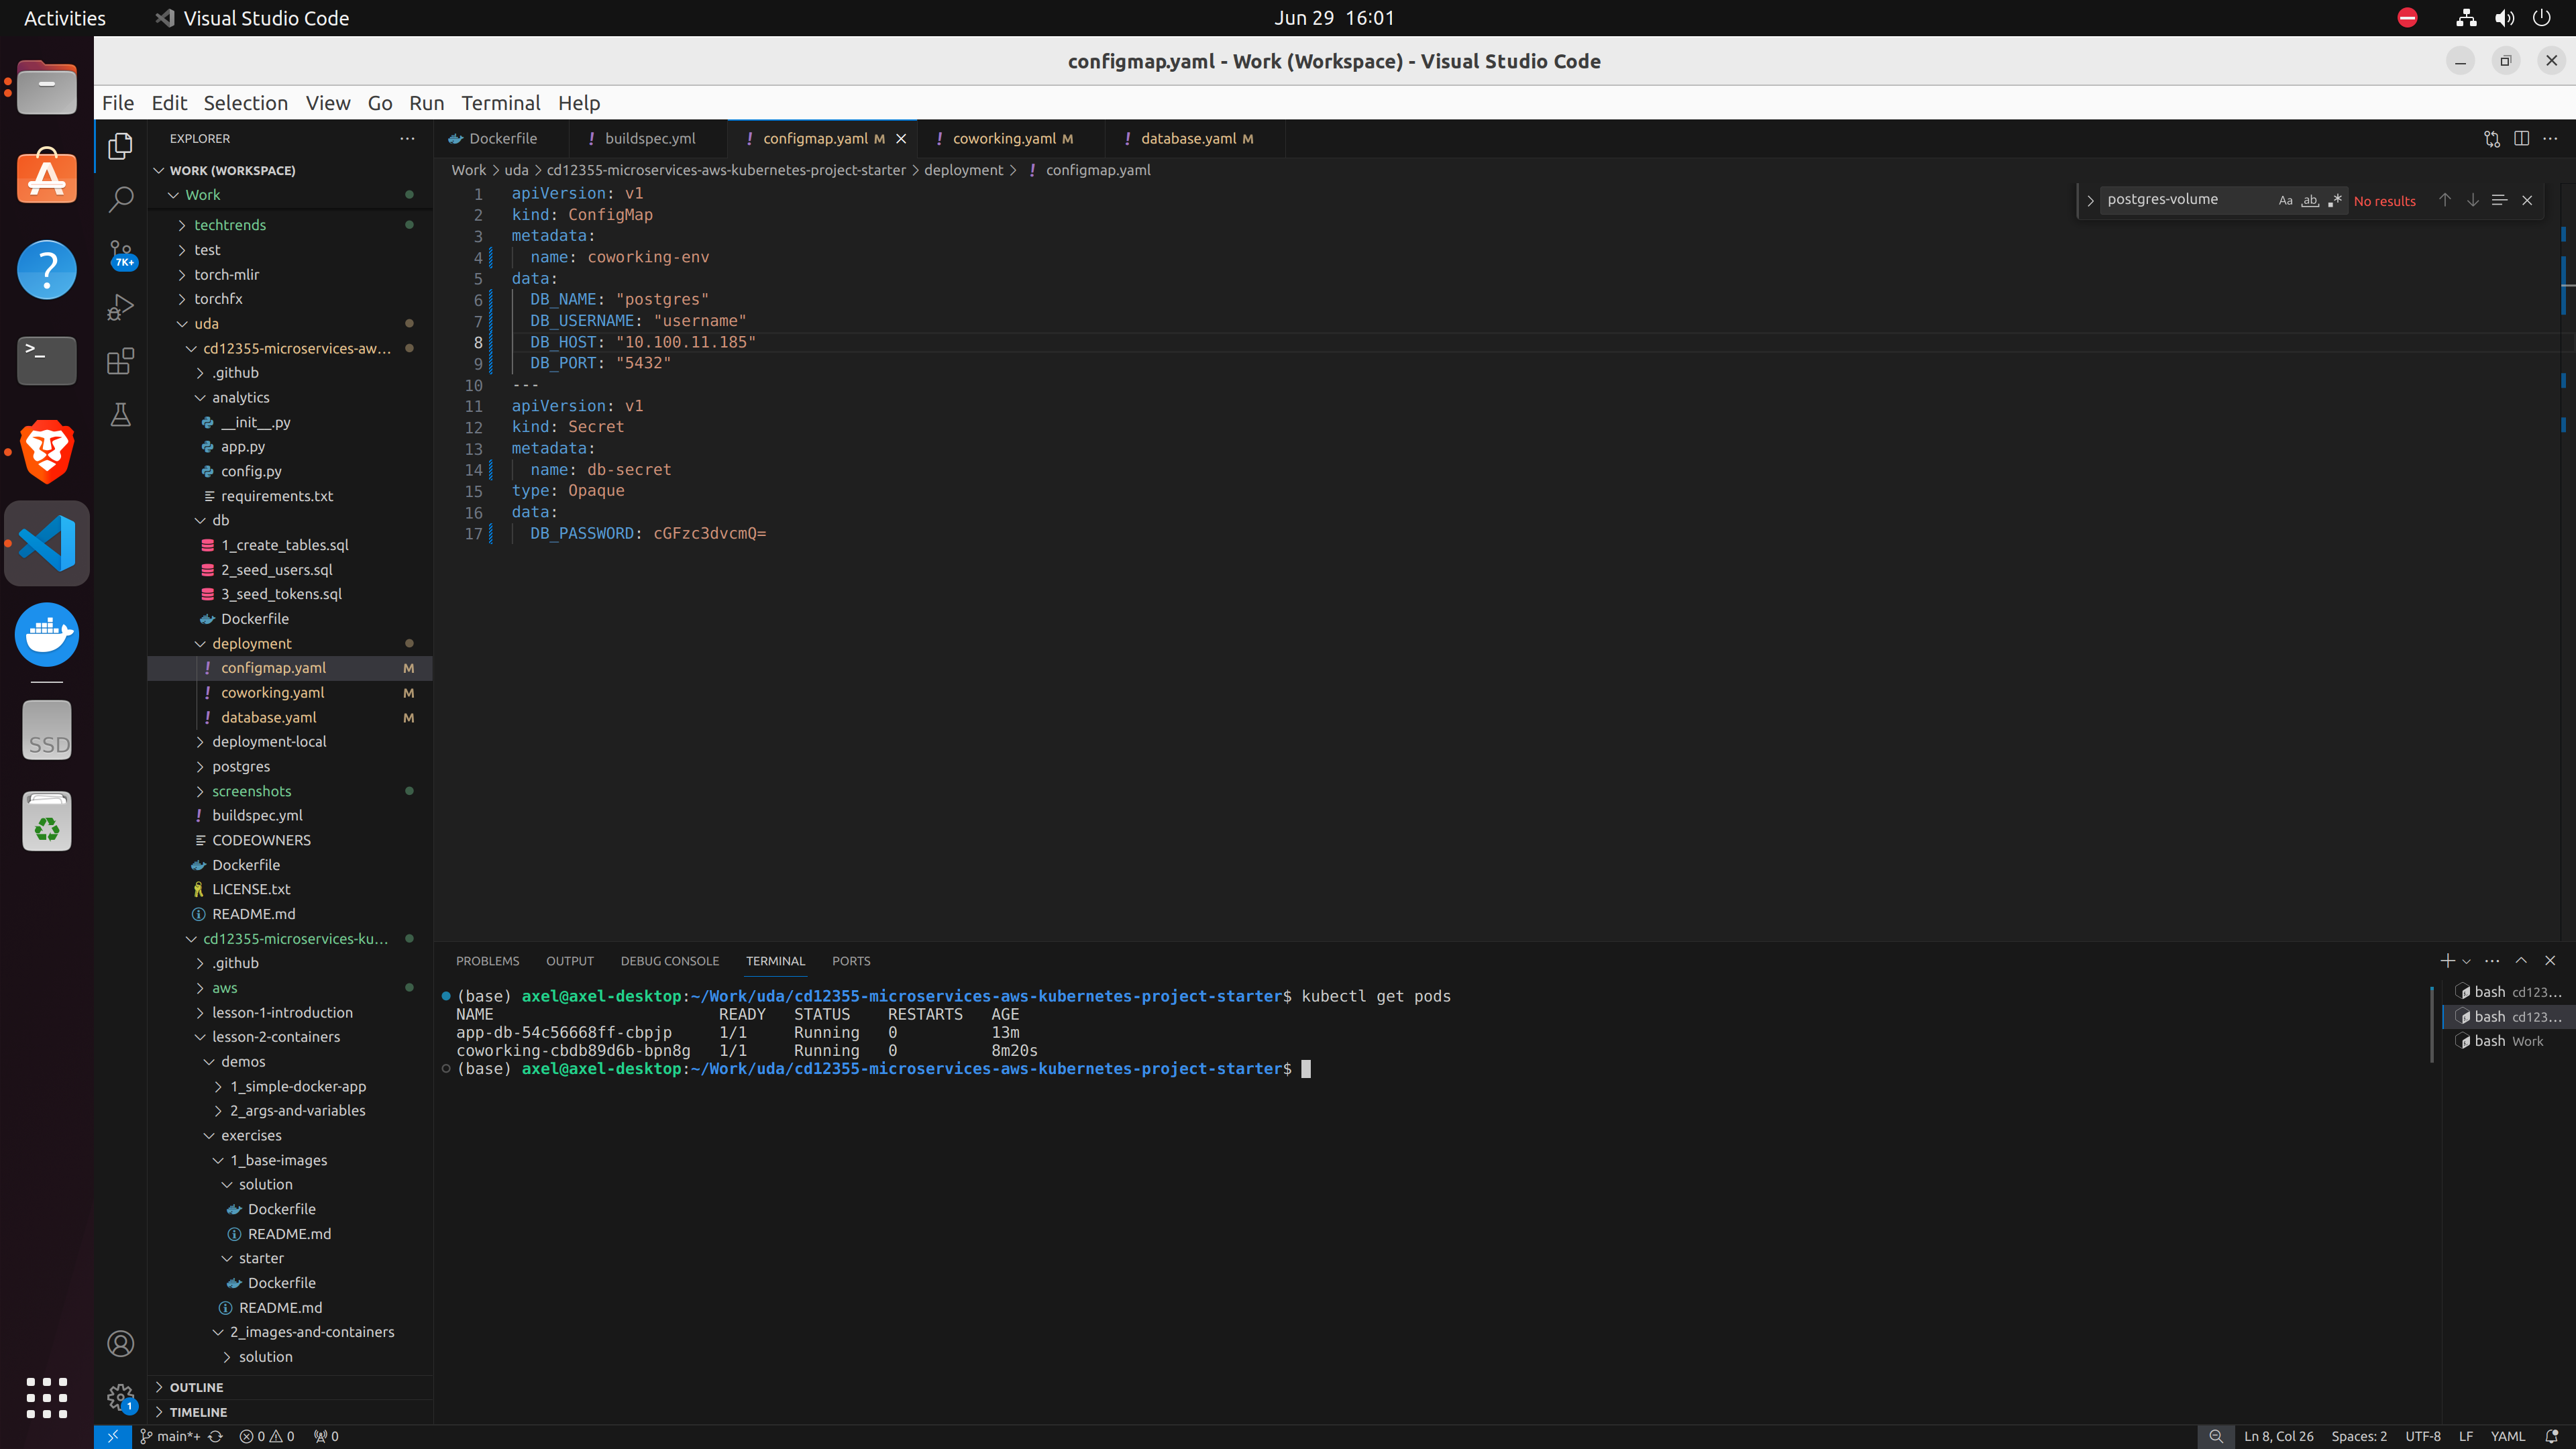 Activities
Visual Studio Code
Jun 29 16:01
configmap.yaml - Work (Workspace) - Visual Studio Code
File Edit Selection View Go Run Terminal Help
EXPLORER
WORK (WORKSPACE)
Work
techtrends
test
torch-mlir
torchfx
uda
cd12355-microservices-aw...
.github
analytics
__init__.py
app.py
config.py
requirements.txt
db
1_create_tables.sql
2_seed_users.sql
3_seed_tokens.sql
Dockerfile
deployment
configmap.yaml M
coworking.yaml M
database.yaml M
deployment-local
postgres
screenshots
buildspec.yml
CODEOWNERS
Dockerfile
LICENSE.txt
README.md
cd12355-microservices-ku...
.github
aws
lesson-1-introduction
lesson-2-containers
demos
1_simple-docker-app
2_args-and-variables
exercises
1_base-images
solution
Dockerfile
README.md
starter
Dockerfile
README.md
2_images-and-containers
solution
OUTLINE
TIMELINE
7K+
1
SSD
Dockerfile
buildspec.yml
configmap.yaml M
coworking.yaml M
database.yaml M
Work > uda > cd12355-microservices-aws-kubernetes-project-starter > deployment > ! configmap.yaml
postgres-volume Aa ab .* No results
1 apiVersion: v1
2 kind: ConfigMap
3 metadata:
4 name: coworking-env
5 data:
6 DB_NAME: "postgres"
7 DB_USERNAME: "username"
8 DB_HOST: "10.100.11.185"
9 DB_PORT: "5432"
10 ---
11 apiVersion: v1
12 kind: Secret
13 metadata:
14 name: db-secret
15 type: Opaque
16 data:
17 DB_PASSWORD: cGFzc3dvcmQ=
PROBLEMS OUTPUT DEBUG CONSOLE TERMINAL PORTS
(base) axel@axel-desktop:~/Work/uda/cd12355-microservices-aws-kubernetes-project-starter$ kubectl get pods
NAME READY STATUS RESTARTS AGE
app-db-54c56668ff-cbpjp 1/1 Running 0 13m
coworking-cbdb89d6b-bpn8g 1/1 Running 0 8m20s
(base) axel@axel-desktop:~/Work/uda/cd12355-microservices-aws-kubernetes-project-starter$
bash cd123...
bash cd123...
bash Work
main*+ 0 0 0
Ln 8, Col 26 Spaces: 2 UTF-8 LF YAML